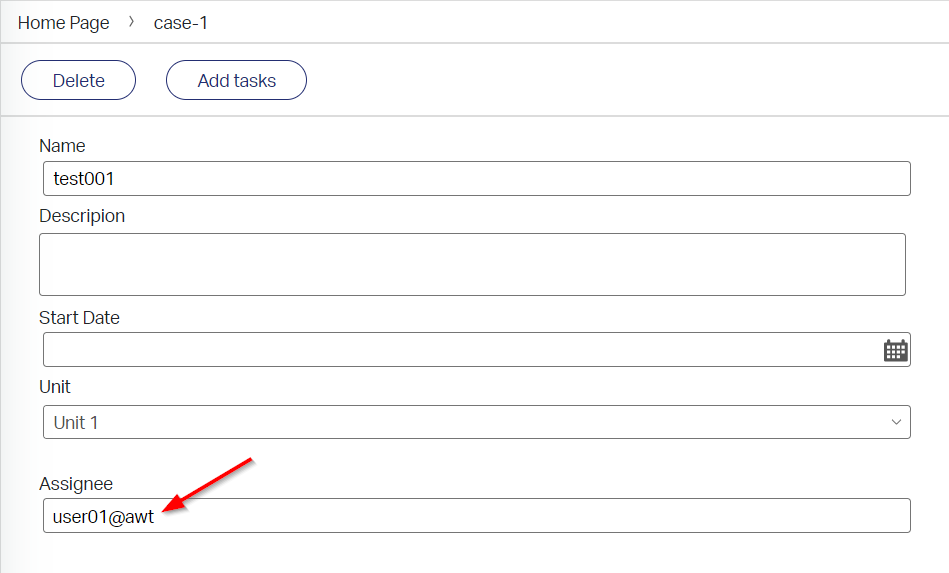 Home Page > case-1
Delete Add tasks
Name
test001
Descripion
Start Date
Unit
Unit 1
Assignee
user01@awt